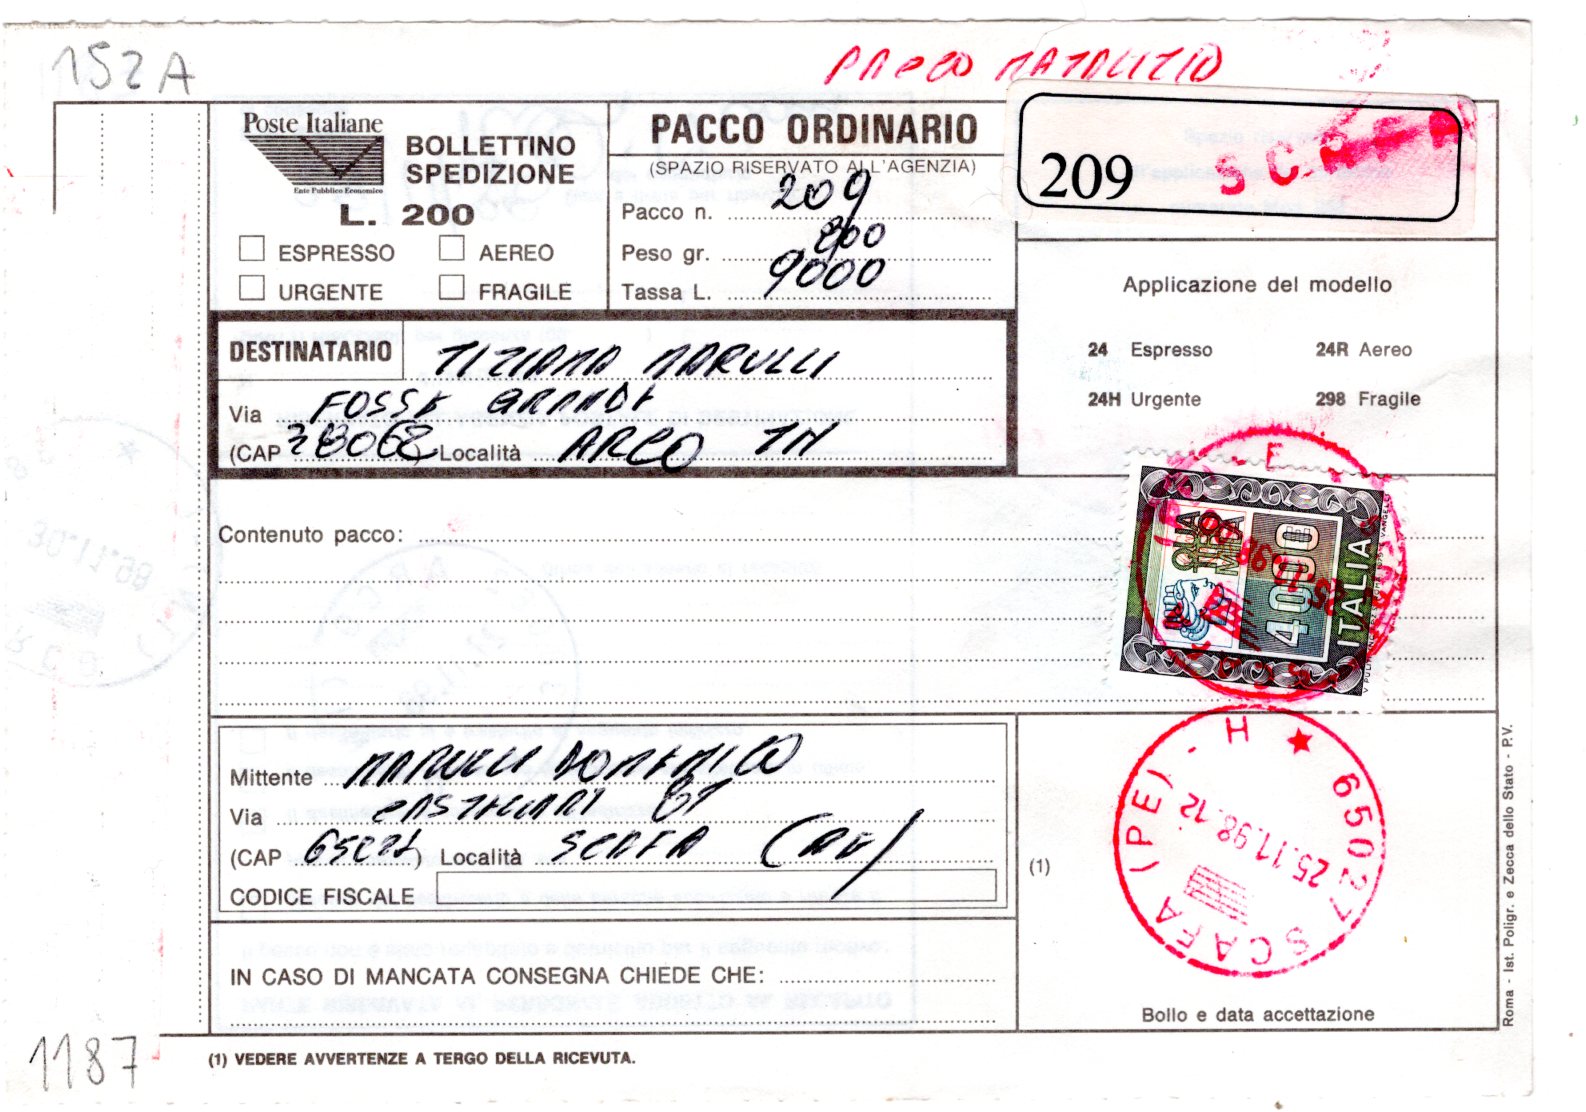 152A
PACCO NATALIZIO
Poste Italiane
Ente Pubblico Economico
BOLLETTINO
SPEDIZIONE
L. 200
ESPRESSO
AEREO
URGENTE
FRAGILE
PACCO ORDINARIO
(SPAZIO RISERVATO ALL'AGENZIA)
Pacco n. 209
Peso gr. 800
Tassa L. 9000
209 SCAFA
Applicazione del modello
24 Espresso
24R Aereo
24H Urgente
298 Fragile
DESTINATARIO TIZIANA MARULLI
Via FOSSE GRANDE
(CAP 38062) Località ARCO TN
Contenuto pacco:
QUATTROMILA
4000
ITALIA
Mittente MARULLI DOMENICO
Via
(CAP 65027) Località SCAFA (PE)
CODICE FISCALE
IN CASO DI MANCATA CONSEGNA CHIEDE CHE:
(1)
65027 SCAFA (PE) - H
25.11.98.12
Bollo e data accettazione
Roma - Ist. Poligr. e Zecca dello Stato - P.V.
(1) VEDERE AVVERTENZE A TERGO DELLA RICEVUTA.
1187